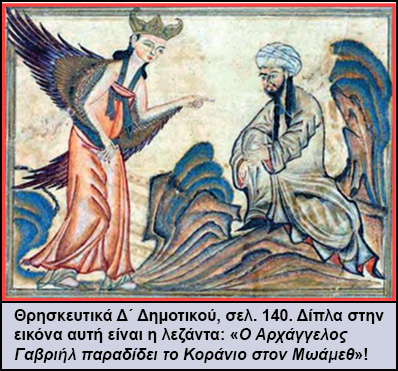 Θρησκευτικά Δ΄ Δημοτικού, σελ. 140. Δίπλα στην
εικόνα αυτή είναι η λεζάντα: «Ο Αρχάγγελος
Γαβριήλ παραδίδει το Κοράνιο στον Μωάμεθ»!